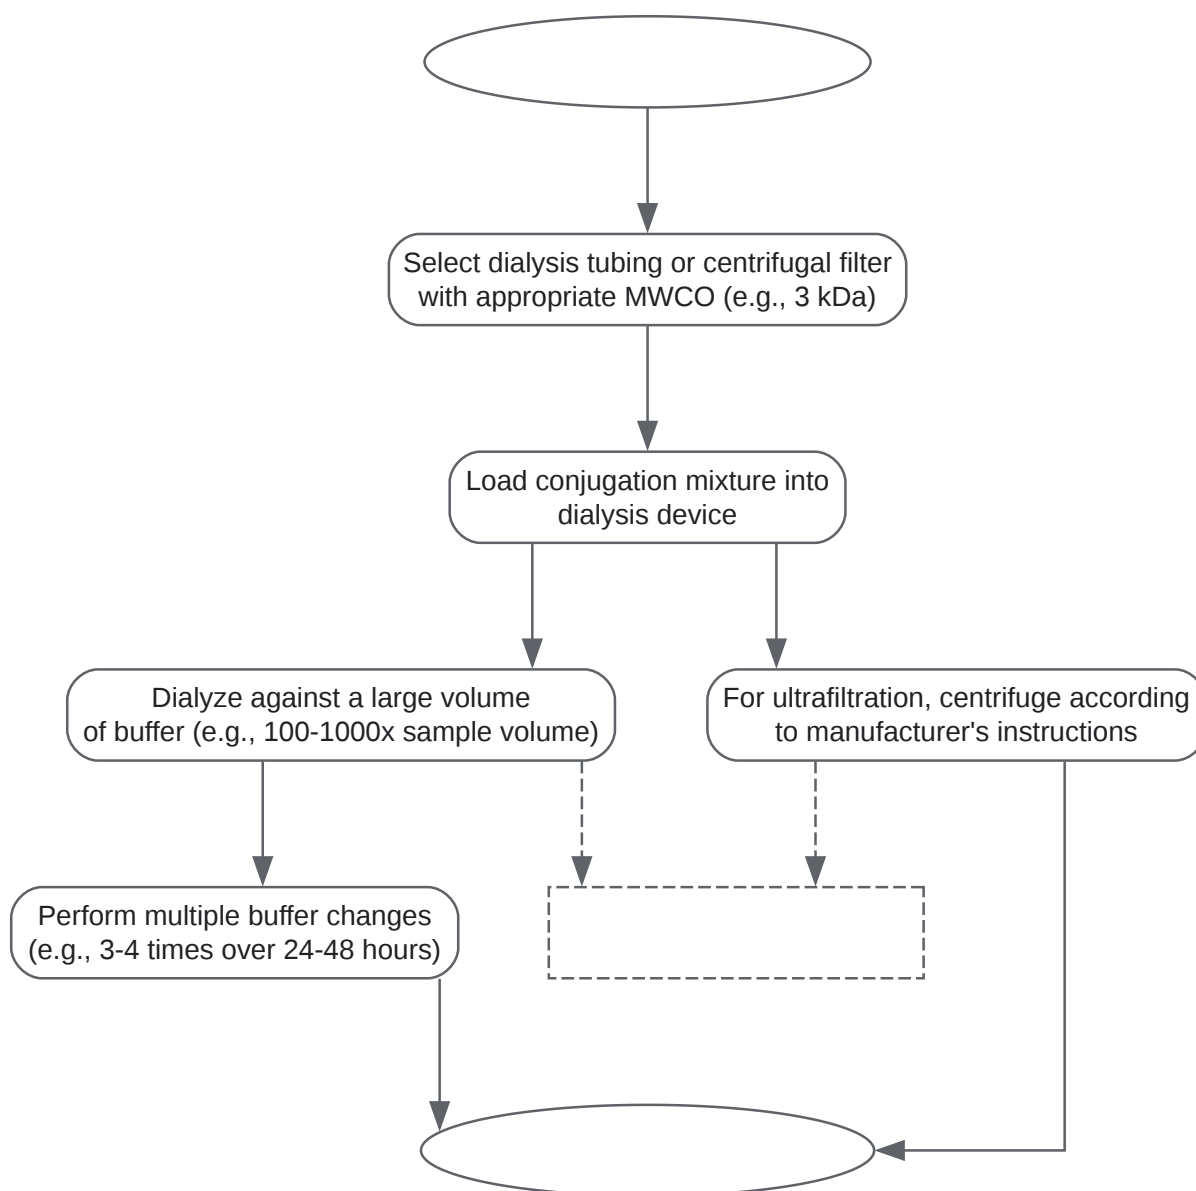 Select dialysis tubing or centrifugal filter
with appropriate MWCO (e.g., 3 kDa)
Load conjugation mixture into
dialysis device
Dialyze against a large volume
of buffer (e.g., 100-1000x sample volume)
For ultrafiltration, centrifuge according
to manufacturer's instructions
Perform multiple buffer changes
(e.g., 3-4 times over 24-48 hours)